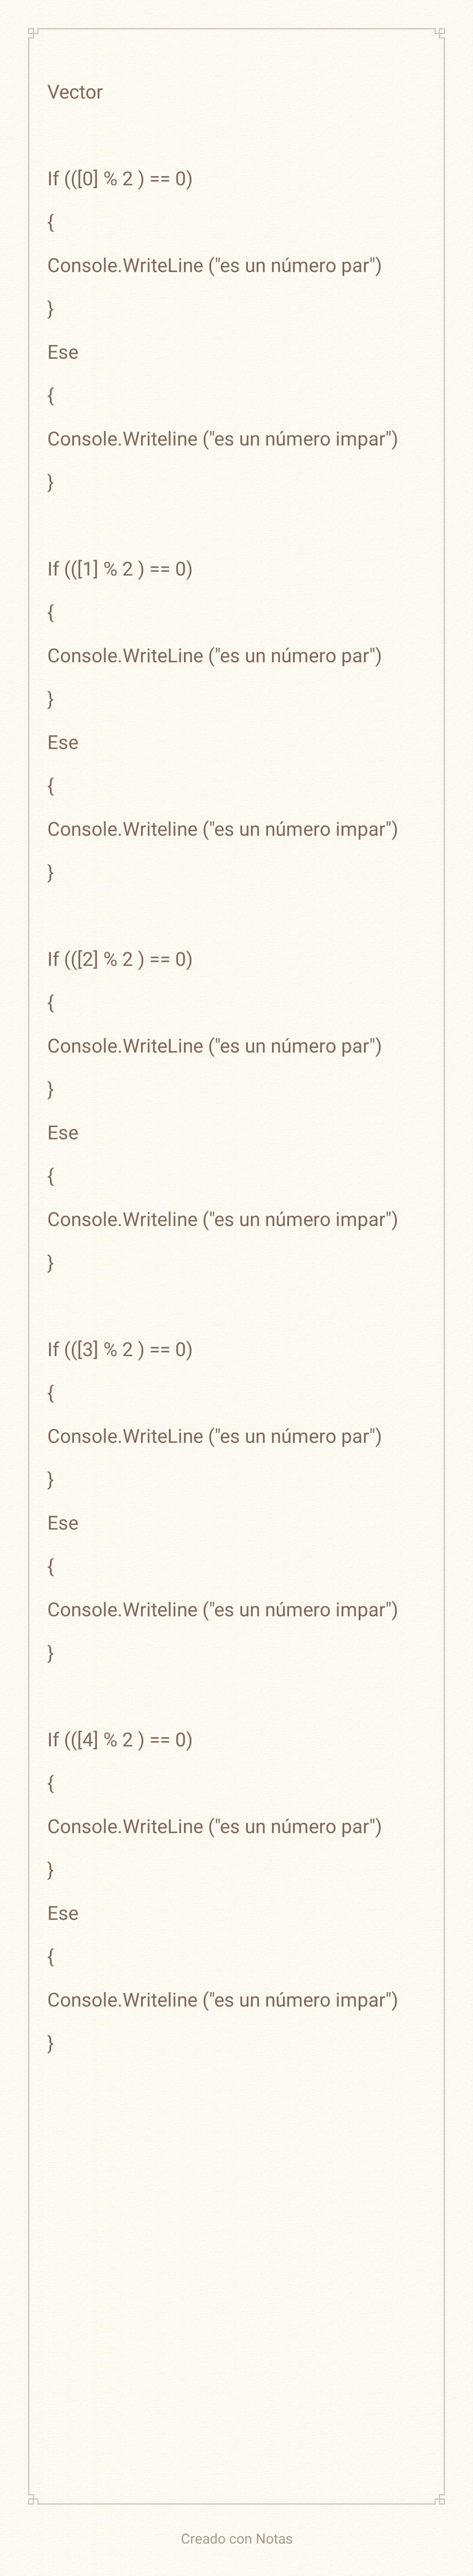 Vector
If (([0] % 2 ) == 0)
{
Console.WriteLine ("es un número par")
}
Ese
{
Console.Writeline ("es un número impar")
}
If (([1] % 2 ) == 0)
{
Console.WriteLine ("es un número par")
}
Ese
{
Console.Writeline ("es un número impar")
}
If (([2] % 2 ) == 0)
{
Console.WriteLine ("es un número par")
}
Ese
{
Console.Writeline ("es un número impar")
}
If (([3] % 2 ) == 0)
{
Console.WriteLine ("es un número par")
}
Ese
{
Console.Writeline ("es un número impar")
}
If (([4] % 2 ) == 0)
{
Console.WriteLine ("es un número par")
}
Ese
{
Console.Writeline ("es un número impar")
}
Creado con Notas